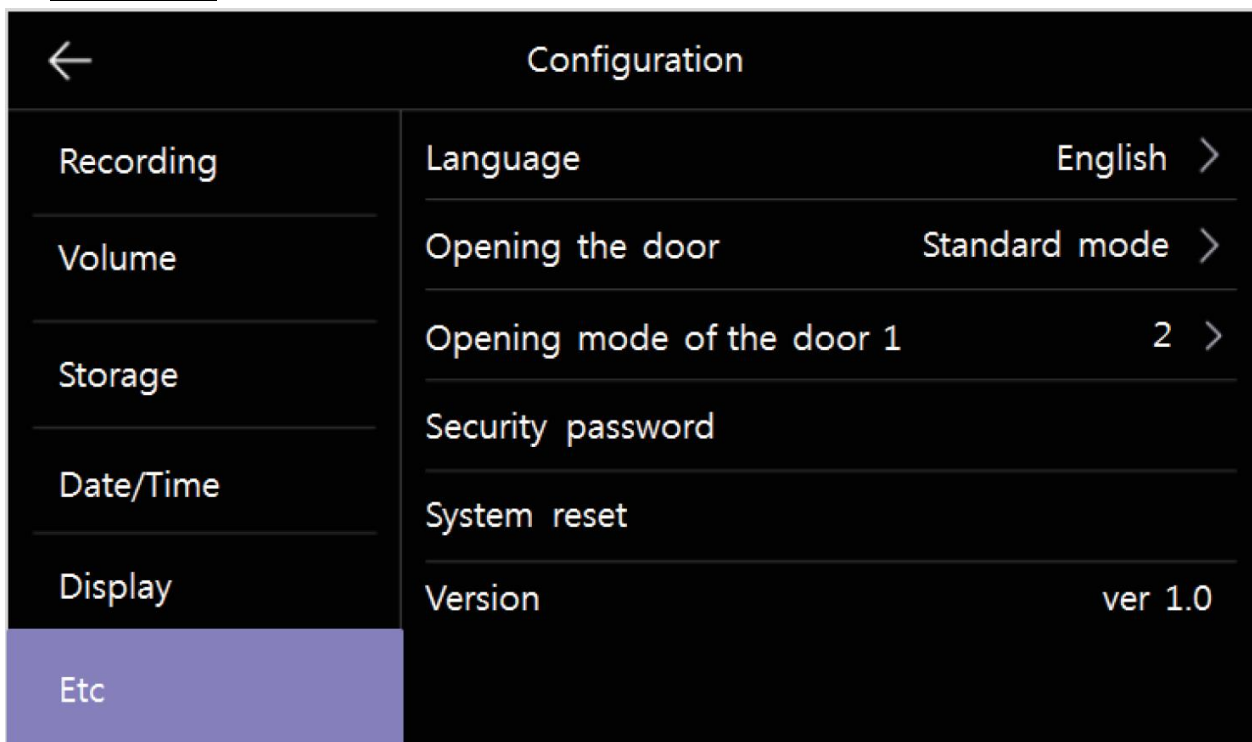 Configuration
Recording
Volume
Storage
Date/Time
Display
Etc
Language English
Opening the door Standard mode
Opening mode of the door 1 2
Security password
System reset
Version ver 1.0